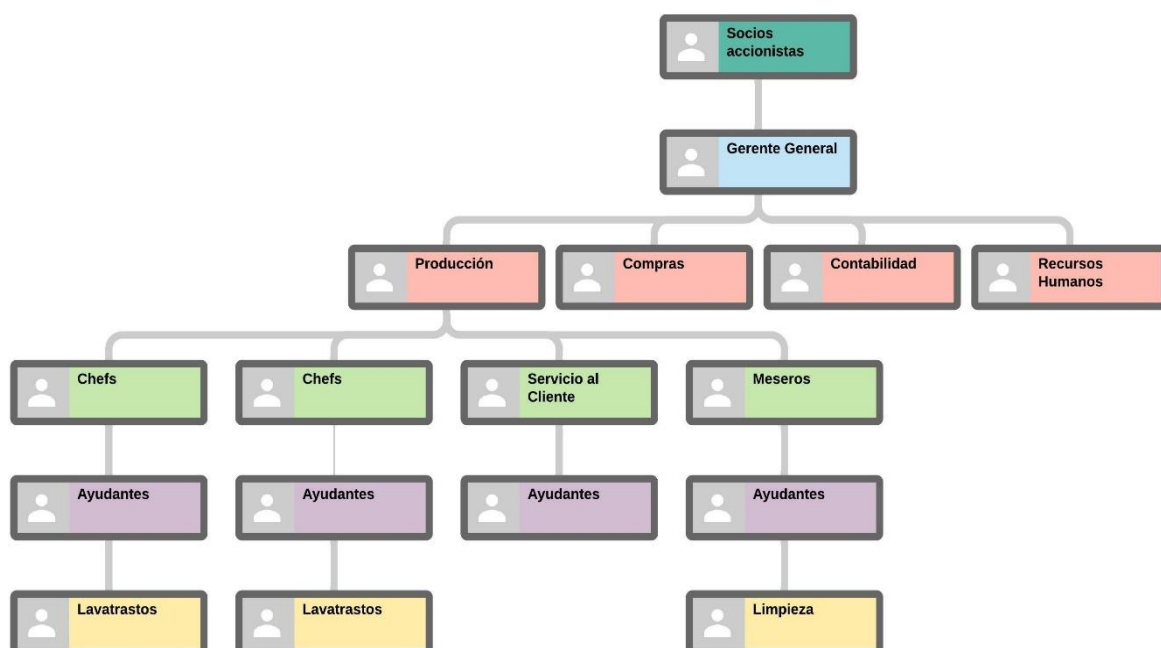 Socios
accionistas
Gerente General
Producción
Compras
Contabilidad
Recursos
Humanos
Chefs
Chefs
Servicio al
Cliente
Meseros
Ayudantes
Ayudantes
Ayudantes
Ayudantes
Lavatrastos
Lavatrastos
Limpieza